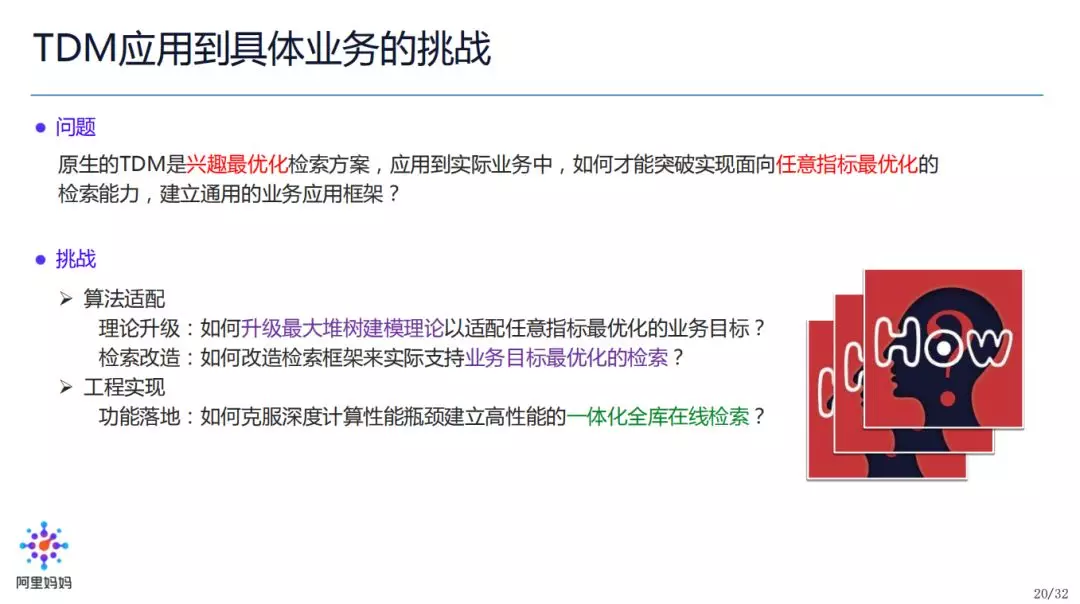 TDM应用到具体业务的挑战
问题
原生的TDM是兴趣最优化检索方案，应用到实际业务中，如何才能突破实现面向任意指标最优化的
检索能力，建立通用的业务应用框架？
挑战
算法适配
理论升级：如何升级最大堆树建模理论以适配任意指标最优化的业务目标？
检索改造：如何改造检索框架来实际支持业务目标最优化的检索？
工程实现
功能落地：如何克服深度计算性能瓶颈建立高性能的一体化全库在线检索？
How
?
阿里妈妈
20/32